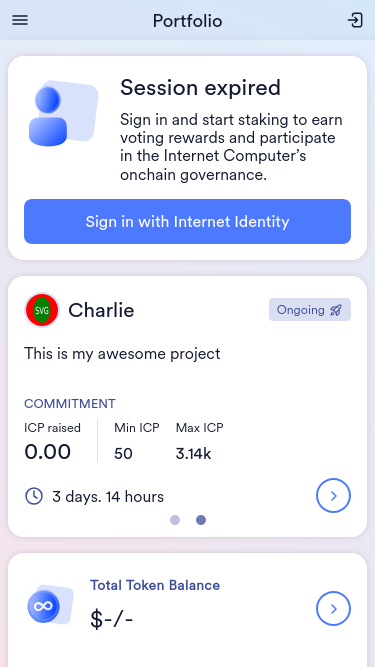 Portfolio
Session expired
Sign in and start staking to earn
voting rewards and participate
in the Internet Computer's
onchain governance.
Sign in with Internet Identity
SVG
Charlie
Ongoing
This is my awesome project
COMMITMENT
ICP raised
Min ICP
Max ICP
0.00
50
3.14k
3 days. 14 hours
Total Token Balance
$-/-